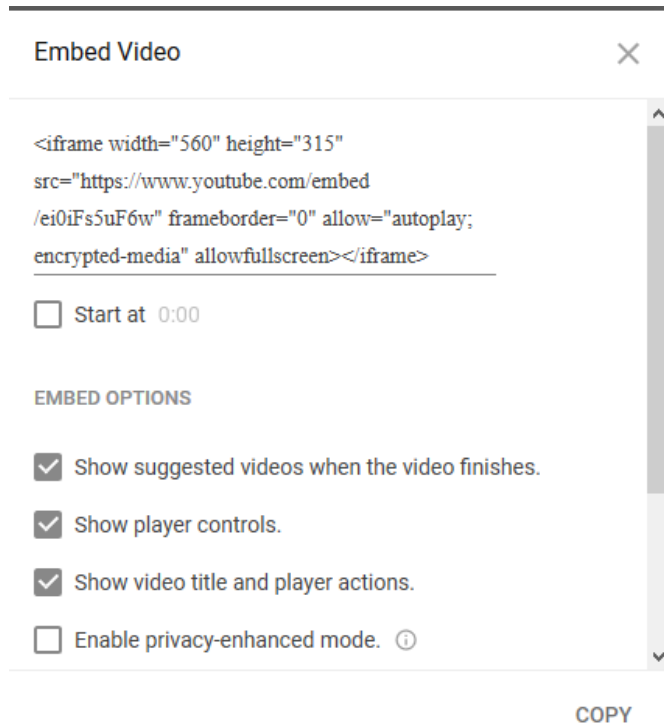 Embed Video
<iframe width="560" height="315"
src="https://www.youtube.com/embed
/ei0iFs5uF6w" frameborder="0" allow="autoplay;
encrypted-media" allowfullscreen></iframe>
Start at 0:00
EMBED OPTIONS
Show suggested videos when the video finishes.
Show player controls.
Show video title and player actions.
Enable privacy-enhanced mode.
COPY